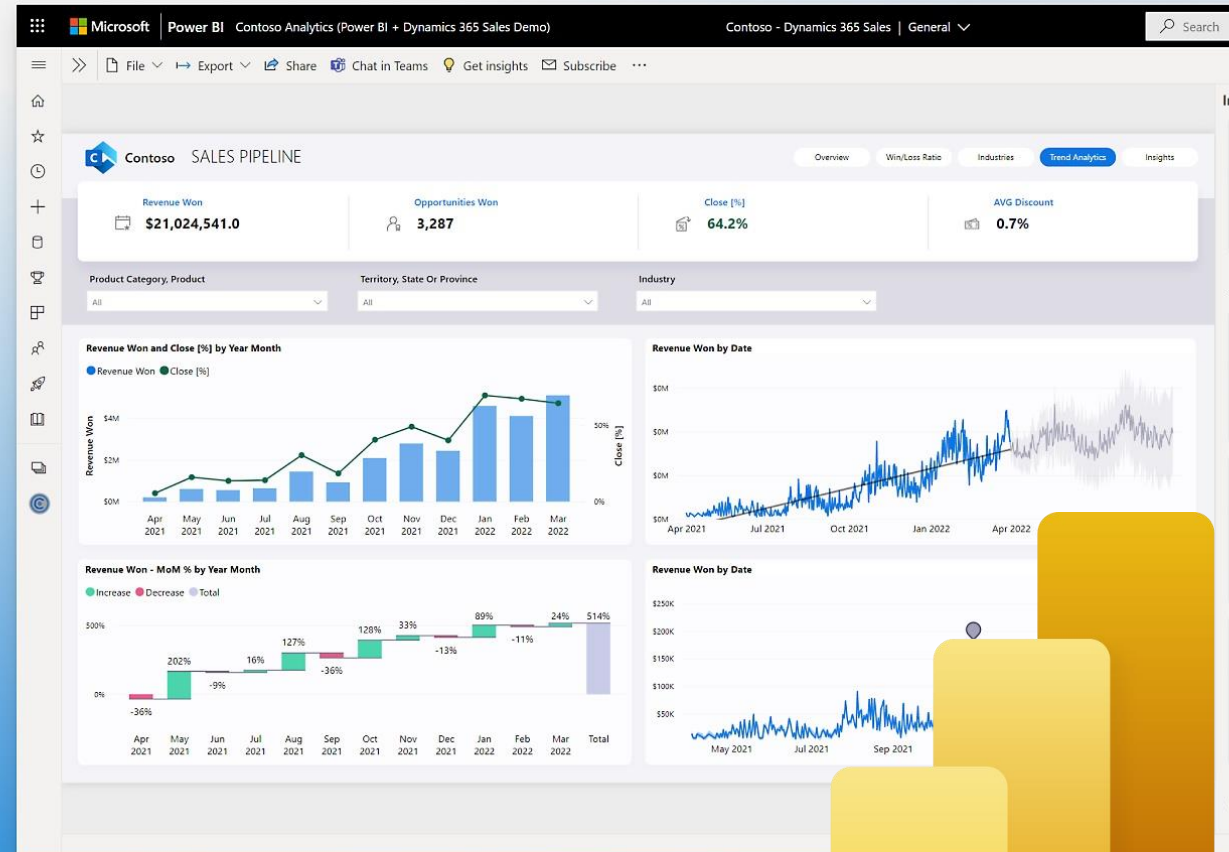 Microsoft Power BI Contoso Analytics (Power BI + Dynamics 365 Sales Demo) Contoso - Dynamics 365 Sales | General Search
File Export Share Chat in Teams Get insights Subscribe ...
Contoso SALES PIPELINE Overview Win/Loss Ratio Industries Trend Analytics Insights
Revenue Won Opportunities Won Close [%] AVG Discount
$21,024,541.0 3,287 64.2% 0.7%
Product Category, Product Territory, State Or Province Industry
All All All
Revenue Won and Close [%] by Year Month
Revenue Won Close [%]
Revenue Won
$4M
$2M
$0M
50%
0%
Close [%]
Apr May Jun Jul Aug Sep Oct Nov Dec Jan Feb Mar
2021 2021 2021 2021 2021 2021 2021 2021 2021 2022 2022 2022
Revenue Won by Date
$0M
$0M
$0M
$0M
Apr 2021 Jul 2021 Oct 2021 Jan 2022 Apr 2022
Revenue Won - MoM % by Year Month
Increase Decrease Total
500%
0%
-36% 202% -9% 16% 127% -36% 128% 33% -13% 89% -11% 24% 514%
Apr May Jun Jul Aug Sep Oct Nov Dec Jan Feb Mar Total
2021 2021 2021 2021 2021 2021 2021 2021 2021 2022 2022 2022
Revenue Won by Date
$250K
$200K
$150K
$100K
$50K
May 2021 Jul 2021 Sep 2021